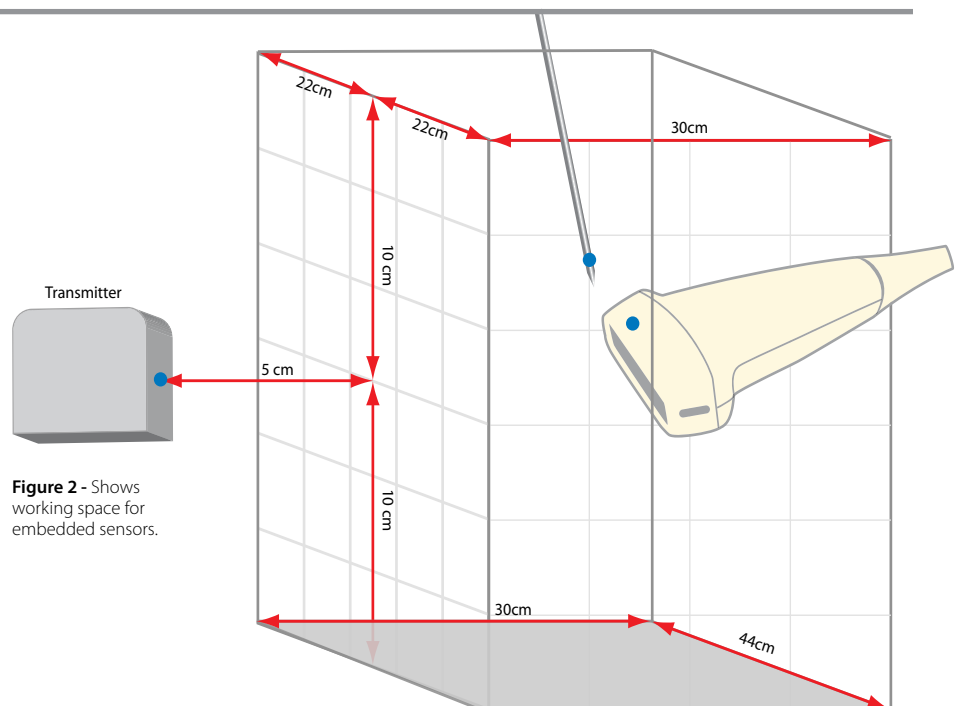 22cm
22cm
30cm
10 cm
Transmitter
5 cm
Figure 2 - Shows
working space for
embedded sensors.
10 cm
30cm
44cm